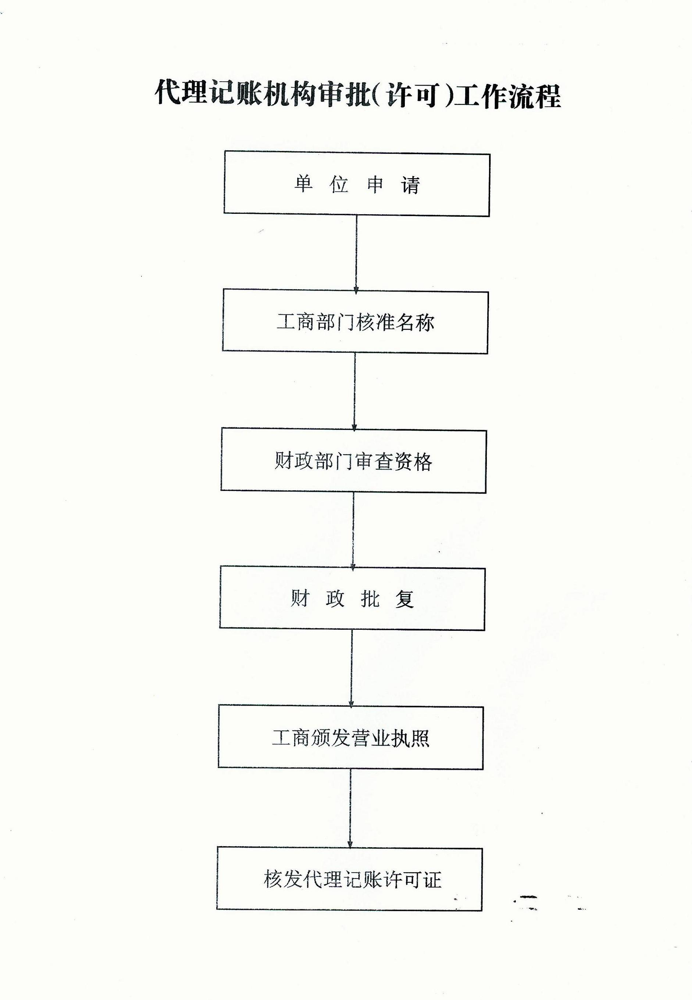 代理记账机构审批(许可)工作流程
单位申请
工商部门核准名称
财政部门审查资格
财政批复
工商颁发营业执照
核发代理记账许可证